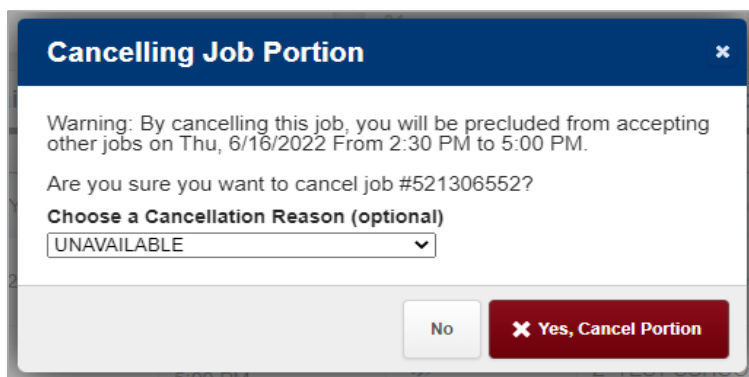 Cancelling Job Portion
Warning: By cancelling this job, you will be precluded from accepting
other jobs on Thu, 6/16/2022 From 2:30 PM to 5:00 PM.
Are you sure you want to cancel job #521306552?
Choose a Cancellation Reason (optional)
UNAVAILABLE
No
Yes, Cancel Portion